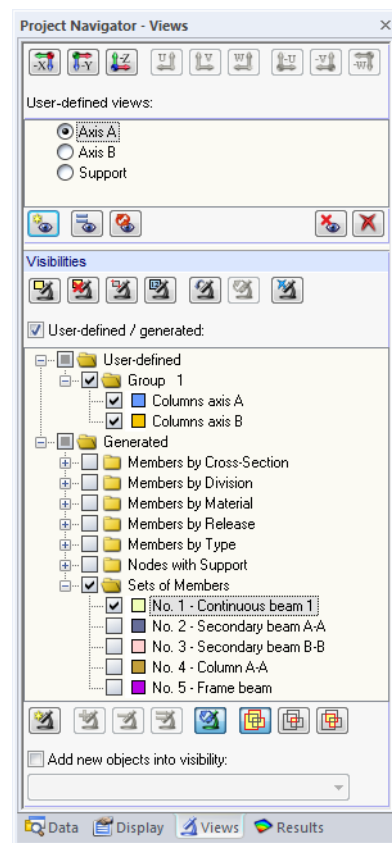 Project Navigator - Views
-X -Y Z U V W -U -V -W
User-defined views:
Axis A
Axis B
Support
Visibilities
User-defined / generated:
User-defined
Group 1
Columns axis A
Columns axis B
Generated
Members by Cross-Section
Members by Division
Members by Material
Members by Release
Members by Type
Nodes with Support
Sets of Members
No. 1 - Continuous beam 1
No. 2 - Secondary beam A-A
No. 3 - Secondary beam B-B
No. 4 - Column A-A
No. 5 - Frame beam
Add new objects into visibility:
Data Display Views Results